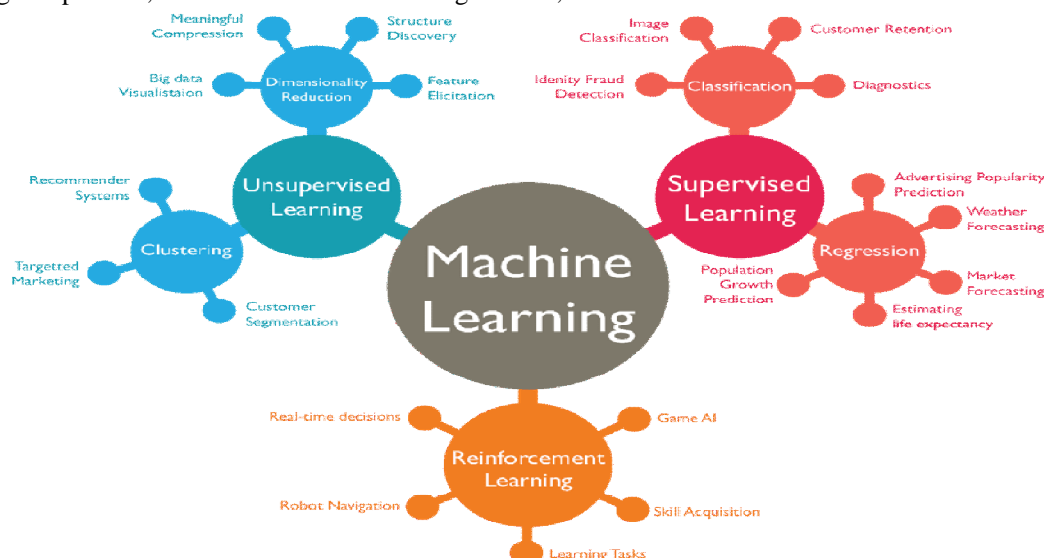 Meaningful
Compression
Structure
Discovery
Big data
Visualistaion
Dimensionality
Reduction
Feature
Elicitation
Image
Classification
Customer Retention
Idenity Fraud
Detection
Classification
Diagnostics
Unsupervised
Learning
Supervised
Learning
Recommender
Systems
Clustering
Targetted
Marketing
Customer
Segmentation
Advertising Popularity
Prediction
Weather
Forecasting
Regression
Population
Growth
Prediction
Market
Forecasting
Estimating
life expectancy
Machine
Learning
Real-time decisions
Game AI
Reinforcement
Learning
Robot Navigation
Skill Acquisition
Learning Tasks